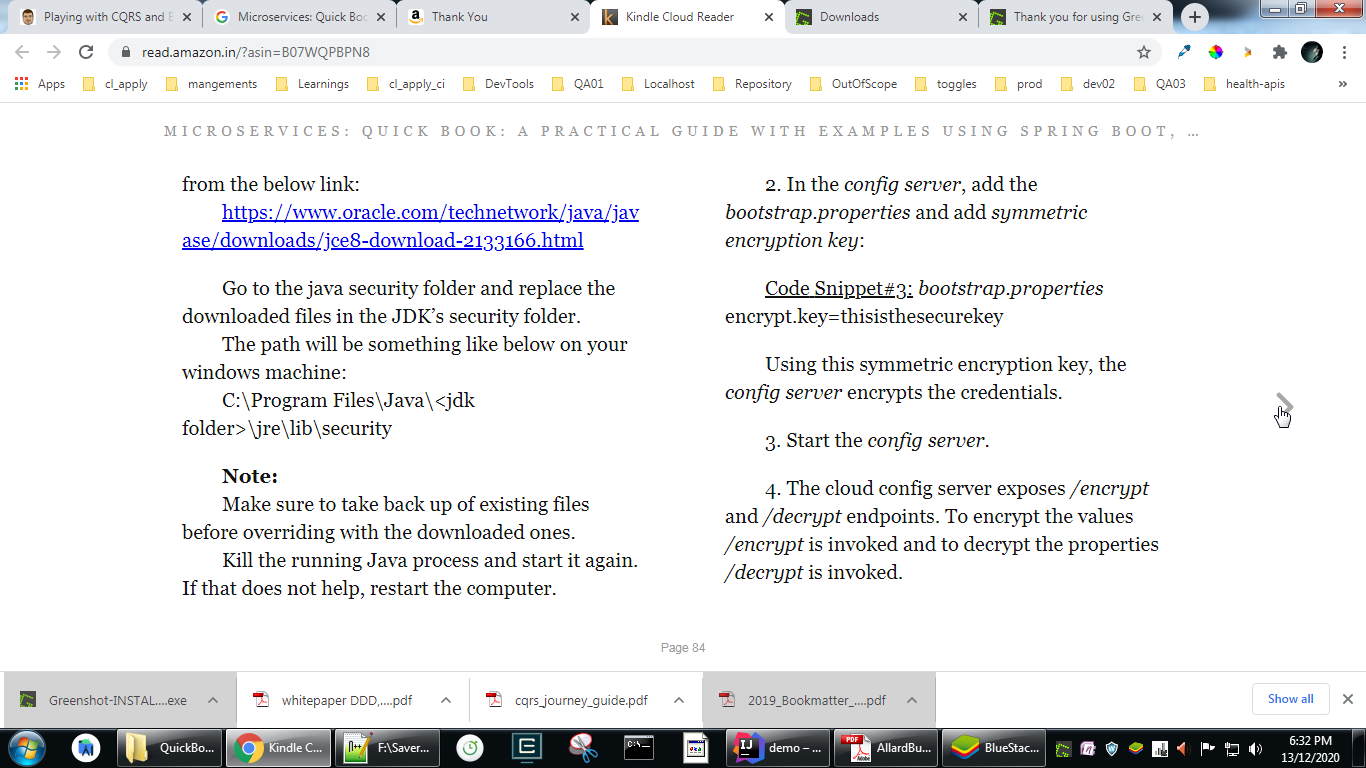 Playing with CQRS and E
Microservices: Quick Boo
Thank You
Kindle Cloud Reader
Downloads
Thank you for using Gre
read.amazon.in/?asin=B07WQPBPN8
Apps
cl_apply
mangements
Learnings
cl_apply_ci
DevTools
QA01
Localhost
Repository
OutOfScope
toggles
prod
dev02
QA03
health-apis
»
MICROSERVICES: QUICK BOOK: A PRACTICAL GUIDE WITH EXAMPLES USING SPRING BOOT, …
from the below link:
https://www.oracle.com/technetwork/java/jav
ase/downloads/jce8-download-2133166.html
Go to the java security folder and replace the
downloaded files in the JDK’s security folder.
The path will be something like below on your
windows machine:
C:\Program Files\Java\<jdk
folder>\jre\lib\security
Note:
Make sure to take back up of existing files
before overriding with the downloaded ones.
Kill the running Java process and start it again.
If that does not help, restart the computer.
2. In the config server, add the
bootstrap.properties and add symmetric
encryption key:
Code Snippet#3: bootstrap.properties
encrypt.key=thisisthesecurekey
Using this symmetric encryption key, the
config server encrypts the credentials.
3. Start the config server.
4. The cloud config server exposes /encrypt
and /decrypt endpoints. To encrypt the values
/encrypt is invoked and to decrypt the properties
/decrypt is invoked.
Page 84
Greenshot-INSTAL....exe
whitepaper DDD,....pdf
cqrs_journey_guide.pdf
2019_Bookmatter_....pdf
Show all
QuickBo...
Kindle C...
F:\Saver...
demo – ...
AllardBu...
BlueStac...
6:32 PM
13/12/2020